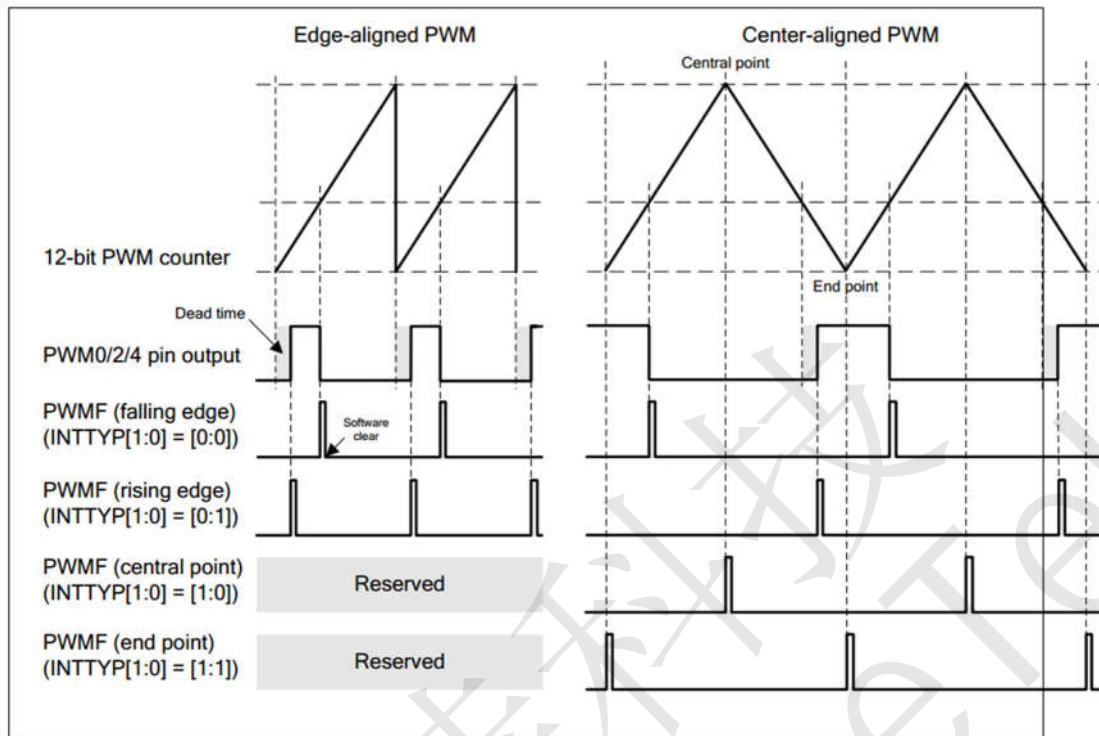 Edge-aligned PWM
Center-aligned PWM
Central point
12-bit PWM counter
End point
Dead time
PWM0/2/4 pin output
PWMF (falling edge)
(INTTYP[1:0] = [0:0])
Software
clear
PWMF (rising edge)
(INTTYP[1:0] = [0:1])
PWMF (central point)
(INTTYP[1:0] = [1:0])
Reserved
PWMF (end point)
(INTTYP[1:0] = [1:1])
Reserved
科技
eTel